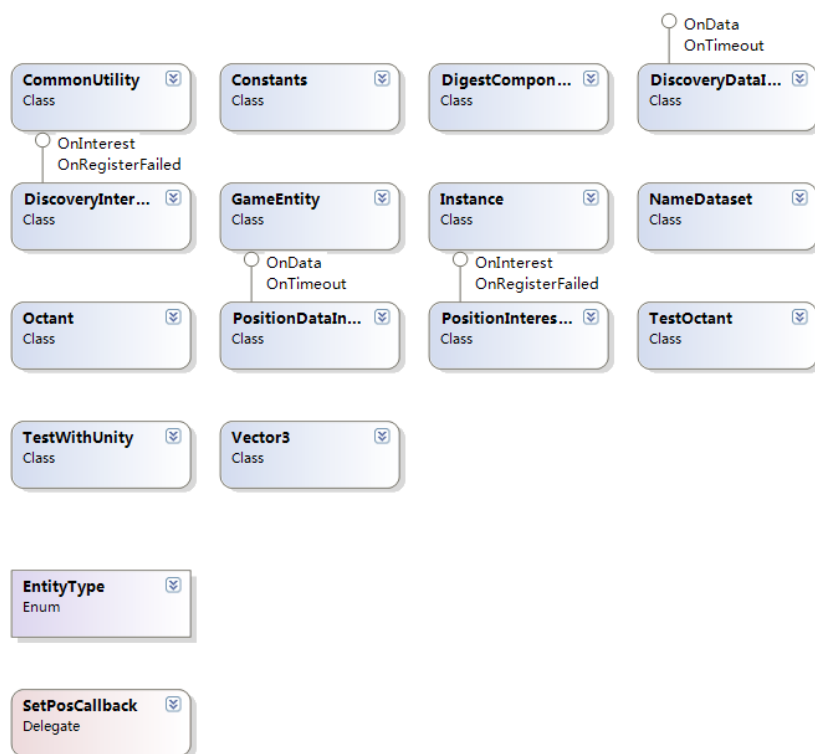 OnData
OnTimeout
CommonUtility
Class
Constants
Class
DigestCompon...
Class
DiscoveryDataI...
Class
OnInterest
OnRegisterFailed
DiscoveryInter...
Class
GameEntity
Class
Instance
Class
NameDataset
Class
OnData
OnTimeout
OnInterest
OnRegisterFailed
Octant
Class
PositionDataIn...
Class
PositionInteres...
Class
TestOctant
Class
TestWithUnity
Class
Vector3
Class
EntityType
Enum
SetPosCallback
Delegate